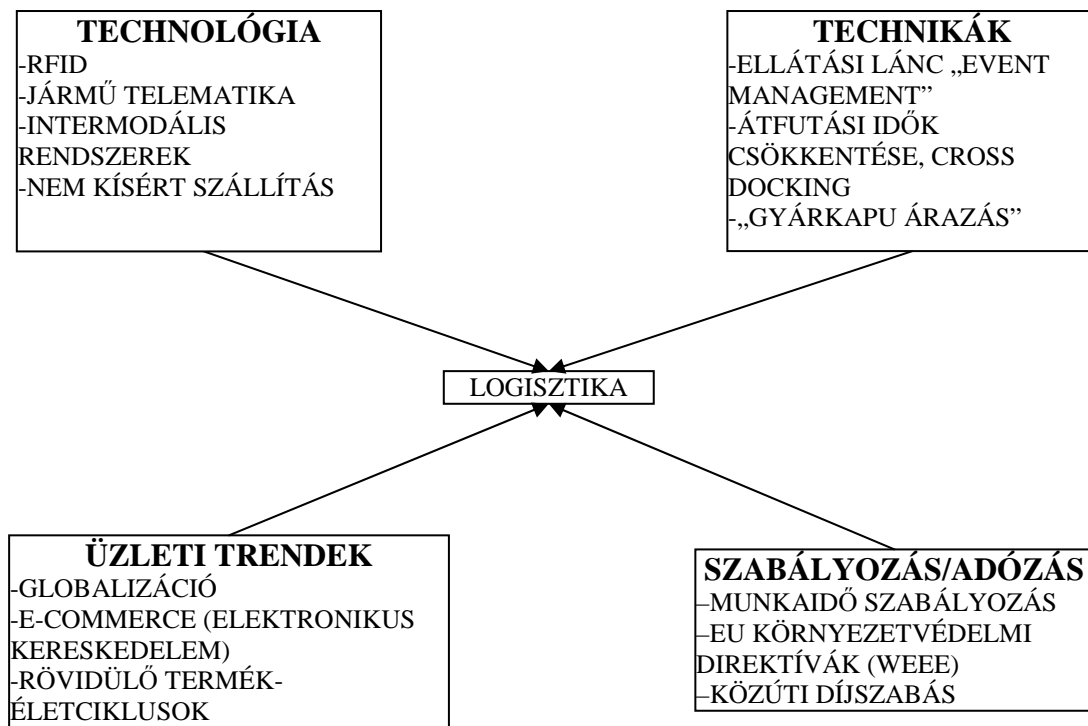 TECHNOLÓGIA
-RFID
-JÁRMŰ TELEMATIKA
-INTERMODÁLIS
RENDSZEREK
-NEM KÍSÉRT SZÁLLÍTÁS
TECHNIKÁK
-ELLÁTÁSI LÁNC „EVENT
MANAGEMENT”
-ÁTFUTÁSI IDŐK
CSÖKKENTÉSE, CROSS
DOCKING
-„GYÁRKAPU ÁRAZÁS”
LOGISZTIKA
ÜZLETI TRENDEK
-GLOBALIZÁCIÓ
-E-COMMERCE (ELEKTRONIKUS
KERESKEDELEM)
-RÖVIDÜLŐ TERMÉK-
ÉLETCIKLUSOK
SZABÁLYOZÁS/ADÓZÁS
–MUNKAIDŐ SZABÁLYOZÁS
–EU KÖRNYEZETVÉDELMI
DIREKTÍVÁK (WEEE)
–KÖZÚTI DÍJSZABÁS